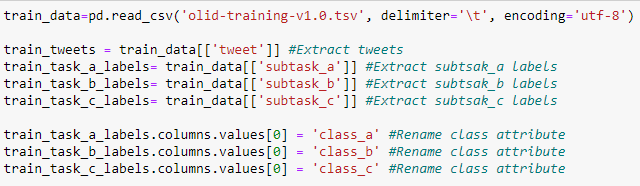 train_data=pd.read_csv('olid-training-v1.0.tsv', delimiter='\t', encoding='utf-8')
train_tweets = train_data[['tweet']] #Extract tweets
train_task_a_labels= train_data[['subtask_a']] #Extract subtsak_a labels
train_task_b_labels= train_data[['subtask_b']] #Extract subtsak_b labels
train_task_c_labels= train_data[['subtask_c']] #Extract subtsak_c labels
train_task_a_labels.columns.values[0] = 'class_a' #Rename class attribute
train_task_b_labels.columns.values[0] = 'class_b' #Rename class attribute
train_task_c_labels.columns.values[0] = 'class_c' #Rename class attribute